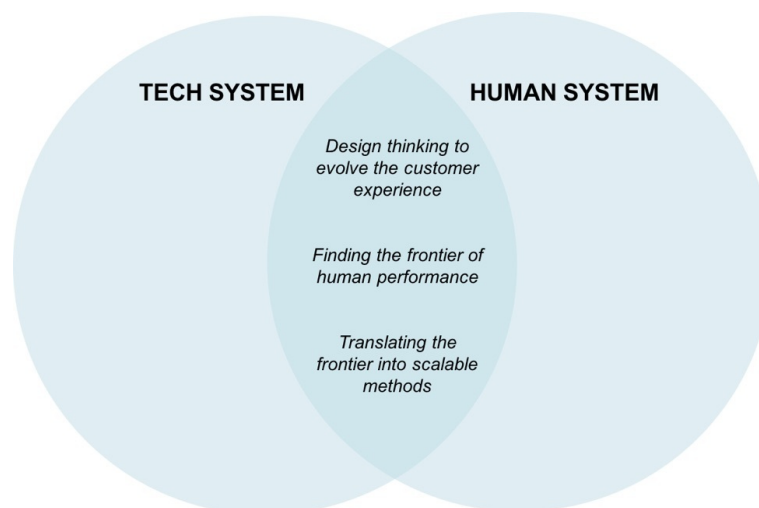 TECH SYSTEM
HUMAN SYSTEM
Design thinking to
evolve the customer
experience
Finding the frontier of
human performance
Translating the
frontier into scalable
methods